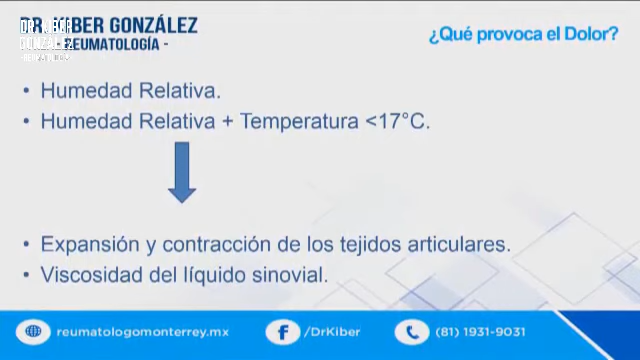 DR. KIBER GONZÁLEZ
- REUMATOLOGÍA -
¿Qué provoca el Dolor?
• Humedad Relativa.
• Humedad Relativa + Temperatura <17°C.
• Expansión y contracción de los tejidos articulares.
• Viscosidad del líquido sinovial.
reumatologomonterrey.mx
/DrKiber
(81) 1931-9031